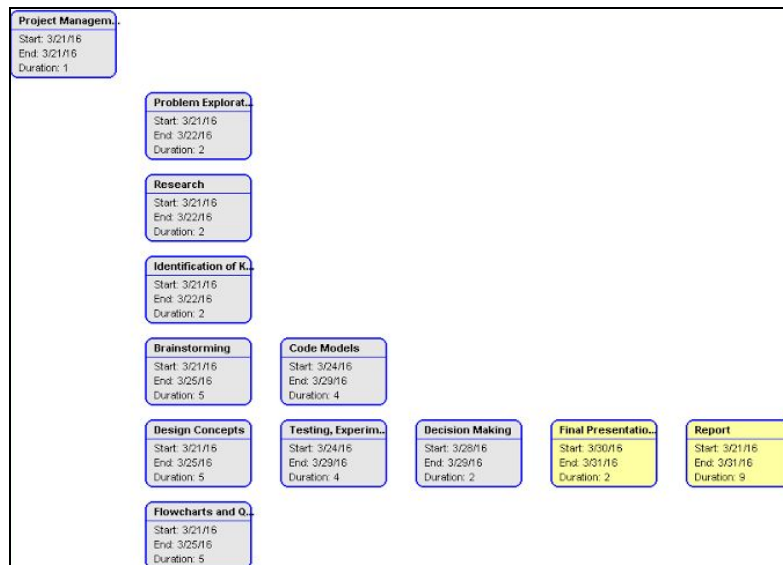 Project Managem...
Start: 3/21/16
End: 3/21/16
Duration: 1
Problem Explorat...
Start: 3/21/16
End: 3/22/16
Duration: 2
Research
Start: 3/21/16
End: 3/22/16
Duration: 2
Identification of K...
Start: 3/21/16
End: 3/22/16
Duration: 2
Brainstorming
Start: 3/21/16
End: 3/25/16
Duration: 5
Code Models
Start: 3/24/16
End: 3/29/16
Duration: 4
Design Concepts
Start: 3/21/16
End: 3/25/16
Duration: 5
Testing, Experim...
Start: 3/24/16
End: 3/29/16
Duration: 4
Decision Making
Start: 3/28/16
End: 3/29/16
Duration: 2
Final Presentatio...
Start: 3/30/16
End: 3/31/16
Duration: 2
Report
Start: 3/21/16
End: 3/31/16
Duration: 9
Flowcharts and Q...
Start: 3/21/16
End: 3/25/16
Duration: 5